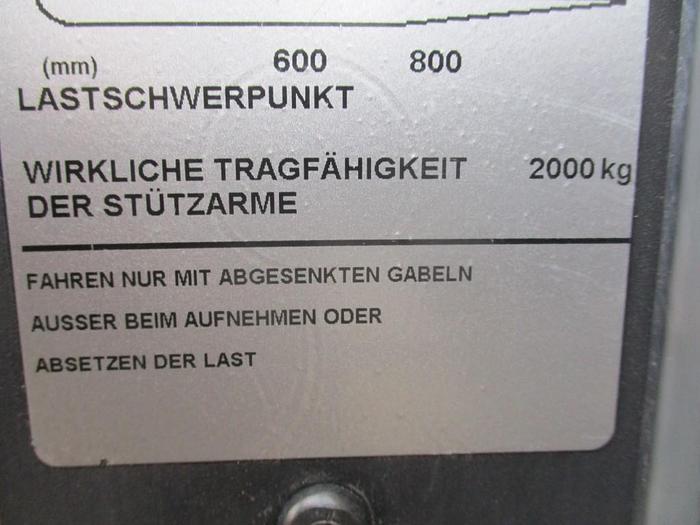 (mm) 600 800
LASTSCHWERPUNKT
WIRKLICHE TRAGFÄHIGKEIT 2000 kg
DER STÜTZARME
FAHREN NUR MIT ABGESENKTEN GABELN
AUSSER BEIM AUFNEHMEN ODER
ABSETZEN DER LAST